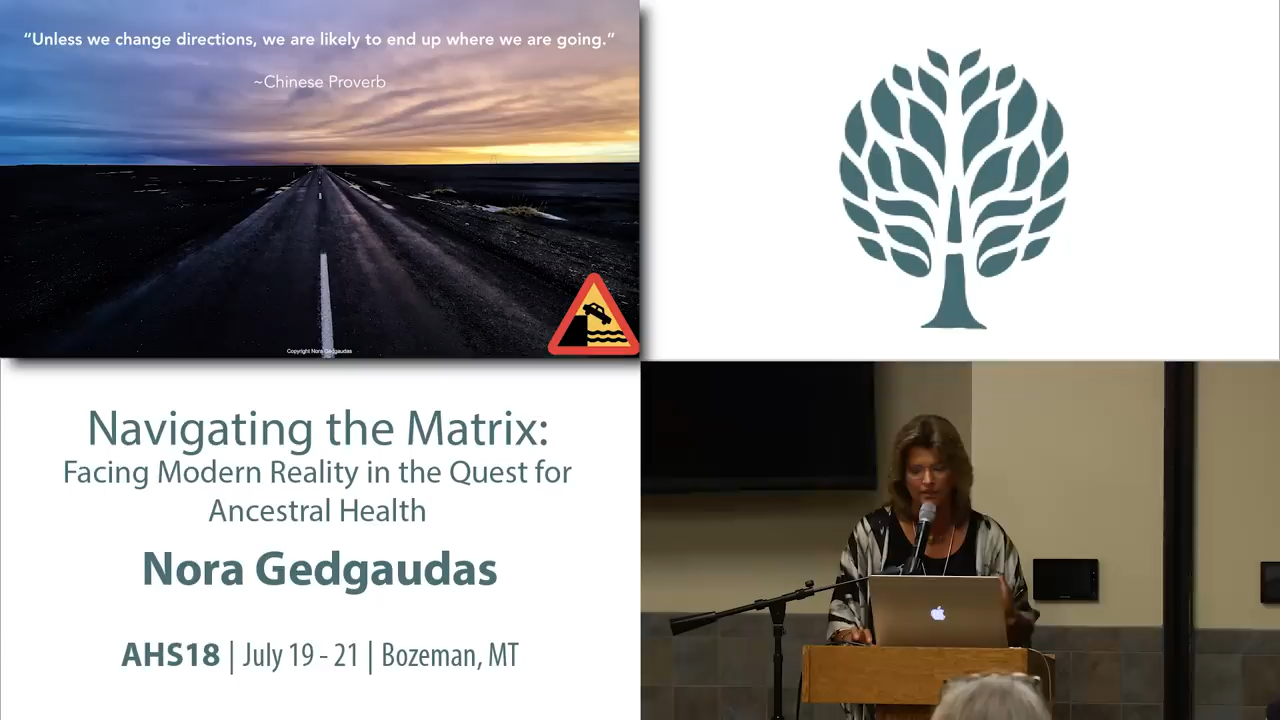 “Unless we change directions, we are likely to end up where we are going.”
~Chinese Proverb
Copyright Nora Gedgaudas
Navigating the Matrix:
Facing Modern Reality in the Quest for
Ancestral Health
Nora Gedgaudas
AHS18 | July 19 - 21 | Bozeman, MT